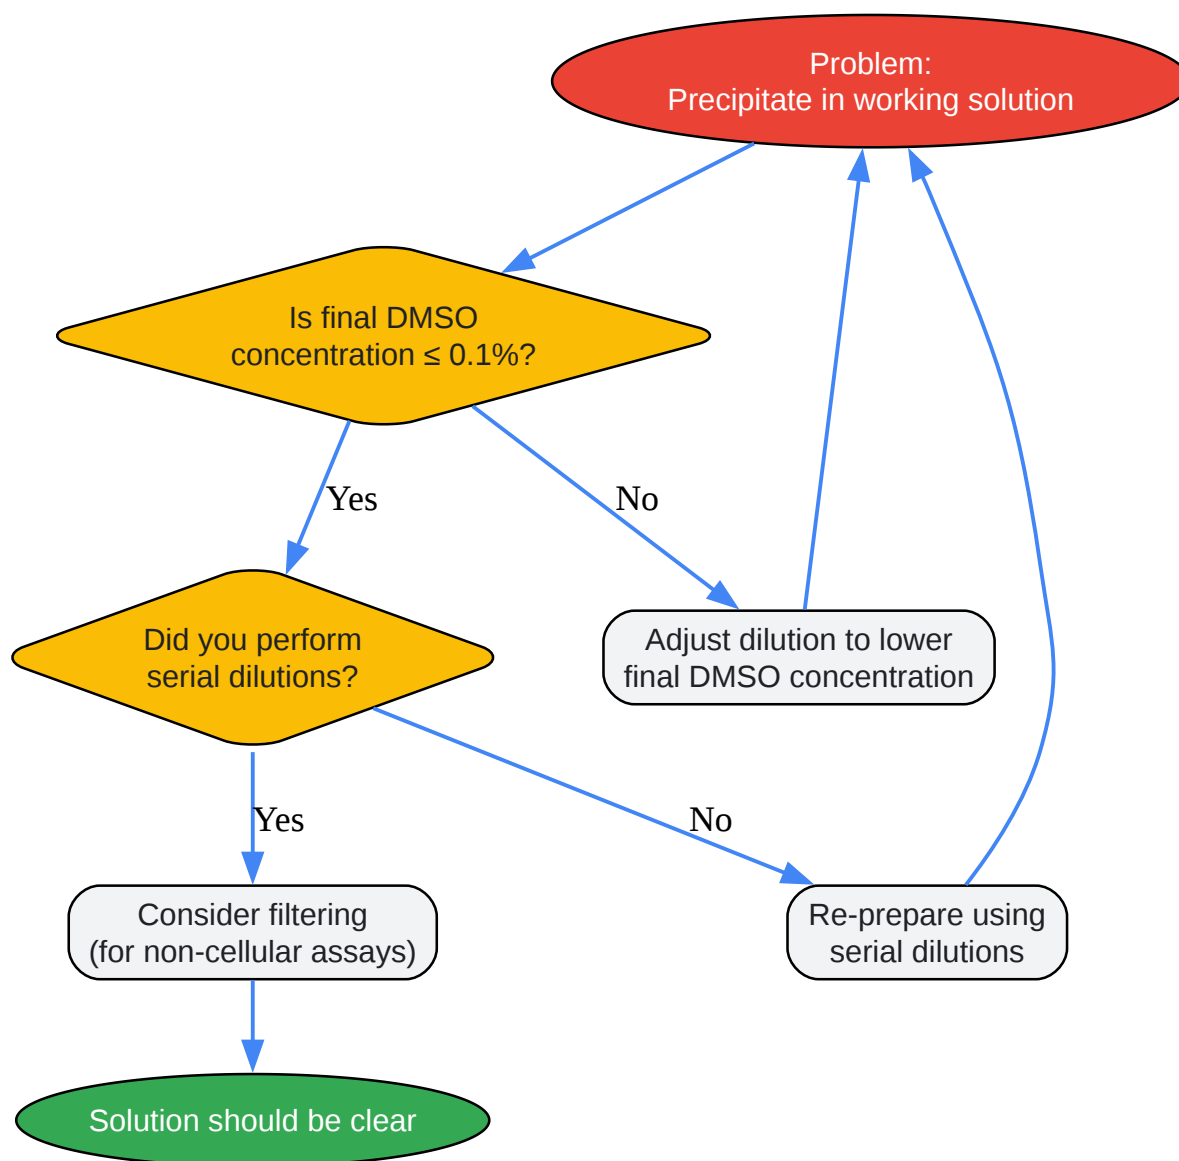 Problem:
Precipitate in working solution
Is final DMSO
concentration ≤ 0.1%?
Yes
No
Did you perform
serial dilutions?
Adjust dilution to lower
final DMSO concentration
Yes
No
Consider filtering
(for non-cellular assays)
Re-prepare using
serial dilutions
Solution should be clear